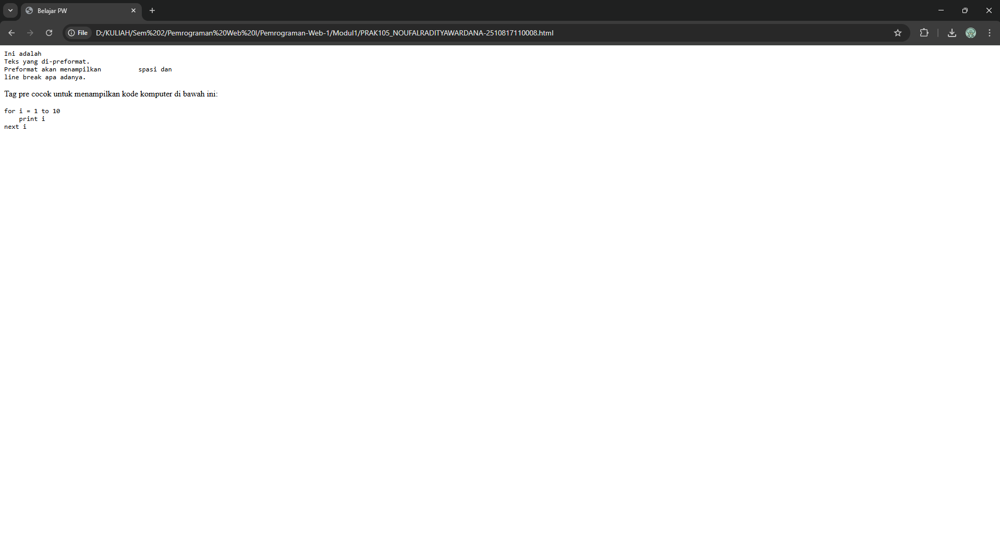 Belajar PW
File D:/KULIAH/Sem%202/Pemrograman%20Web%20I/Pemrograman-Web-1/Modul1/PRAK105_NOUFALRADITYAWARDANA-2510817110008.html
Ini adalah
Teks yang di-preformat.
Preformat akan menampilkan          spasi dan
line break apa adanya.
Tag pre cocok untuk menampilkan kode komputer di bawah ini:
for i = 1 to 10
    print i
next i